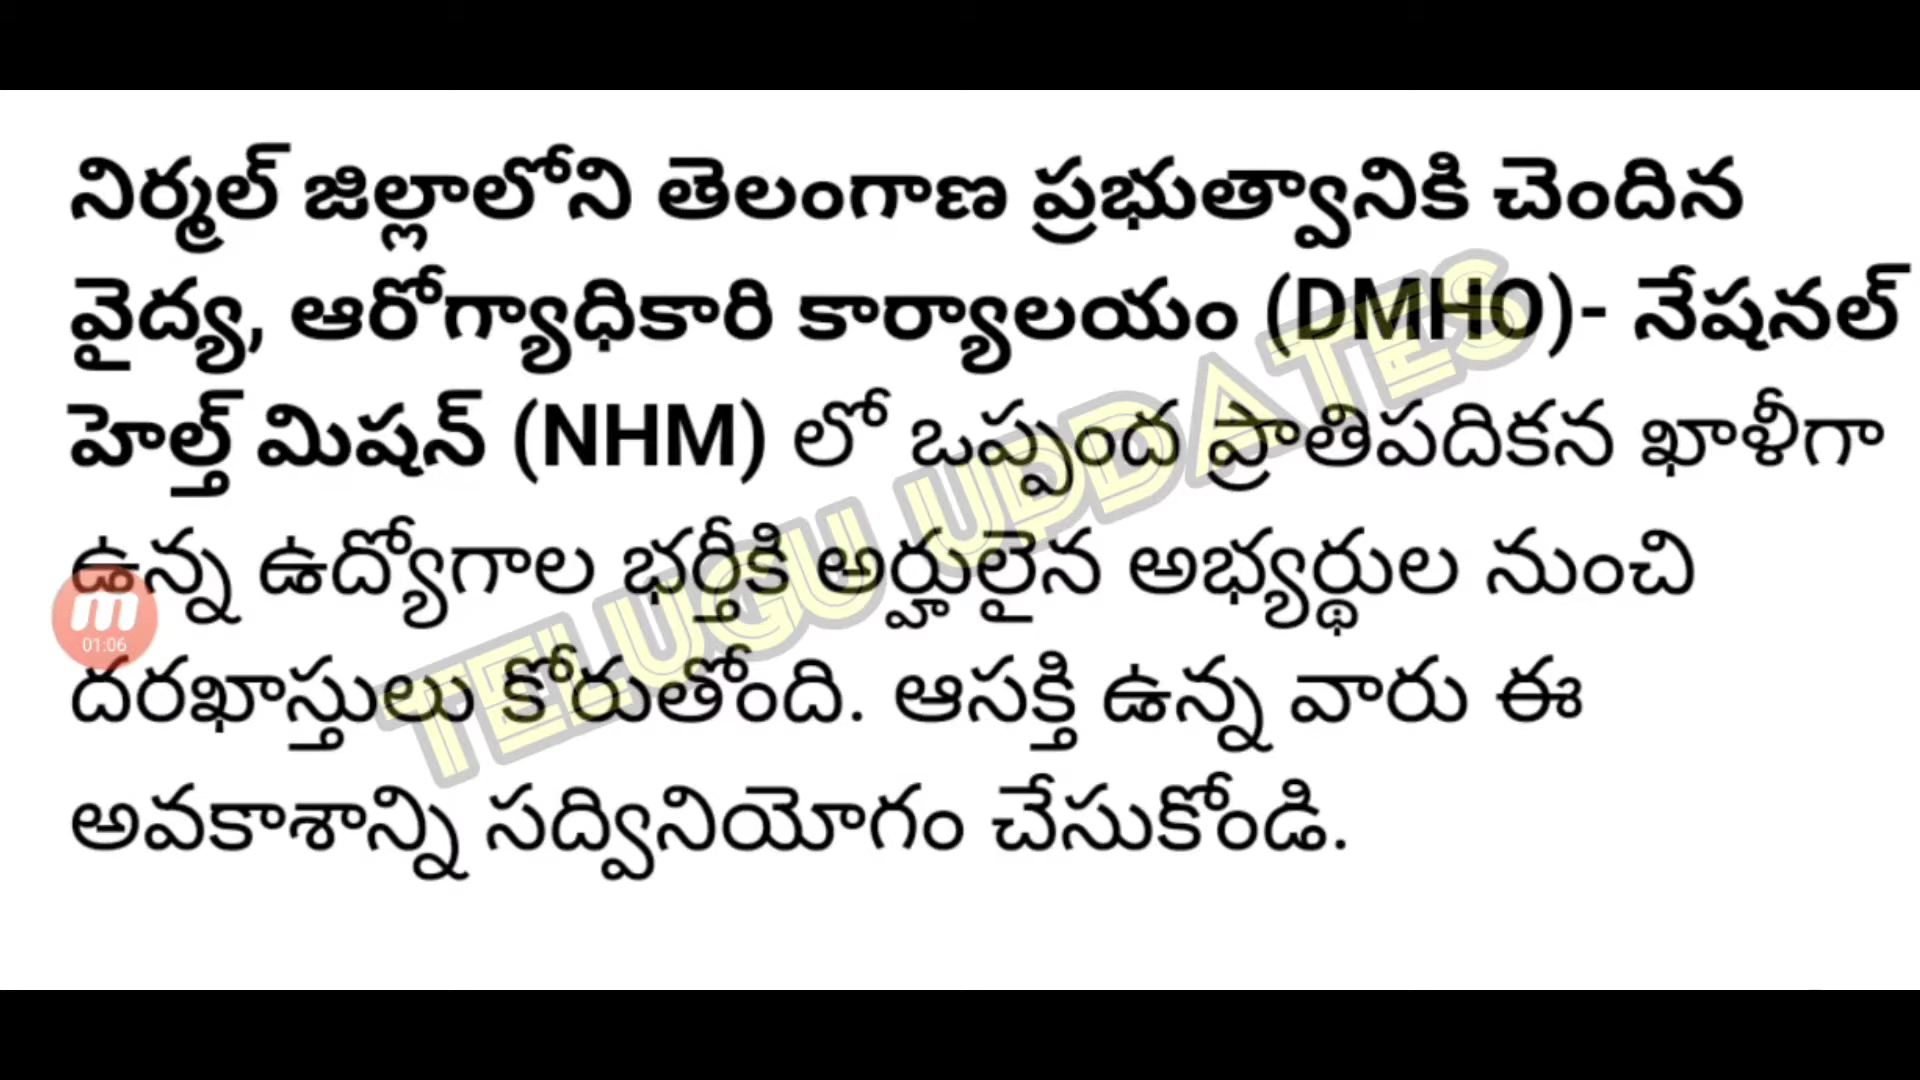 నిర్మల్ జిల్లాలోని తెలంగాణ ప్రభుత్వానికి చెందిన
వైద్య, ఆరోగ్యాధికారి కార్యాలయం (DMHO)- నేషనల్
హెల్త్ మిషన్ (NHM) లో ఒప్పంద ప్రాతిపదికన ఖాళీగా
ఉన్న ఉద్యోగాల భర్తీకి అర్హులైన అభ్యర్థుల నుంచి
దరఖాస్తులు కోరుతోంది. ఆసక్తి ఉన్న వారు ఈ
అవకాశాన్ని సద్వినియోగం చేసుకోండి.
TELUGU UPDATES
m
01:06